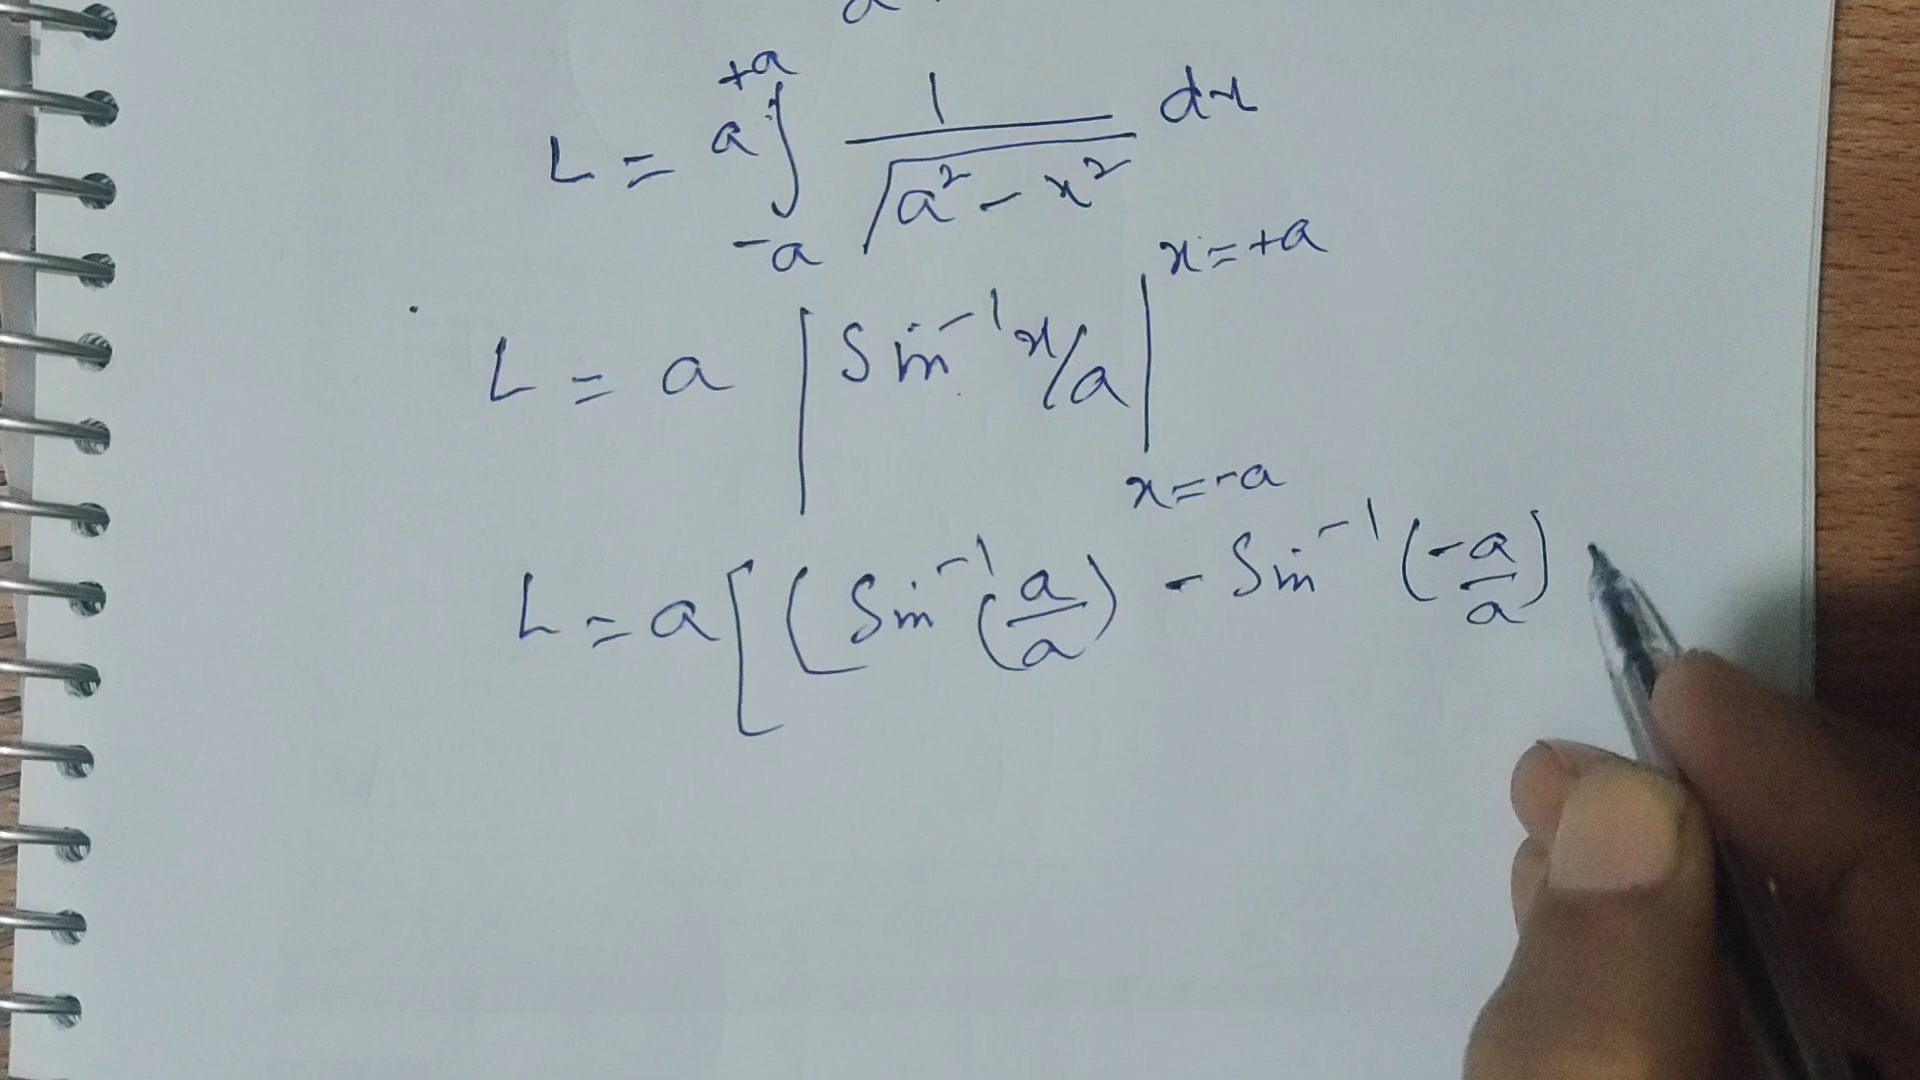 L = a ∫_{-a}^{+a} 1/√(a² - x²) dx
L = a | Sin⁻¹ x/a |_{x=-a}^{x=+a}
L = a [ ( Sin⁻¹ (a/a) - Sin⁻¹ (-a/a)